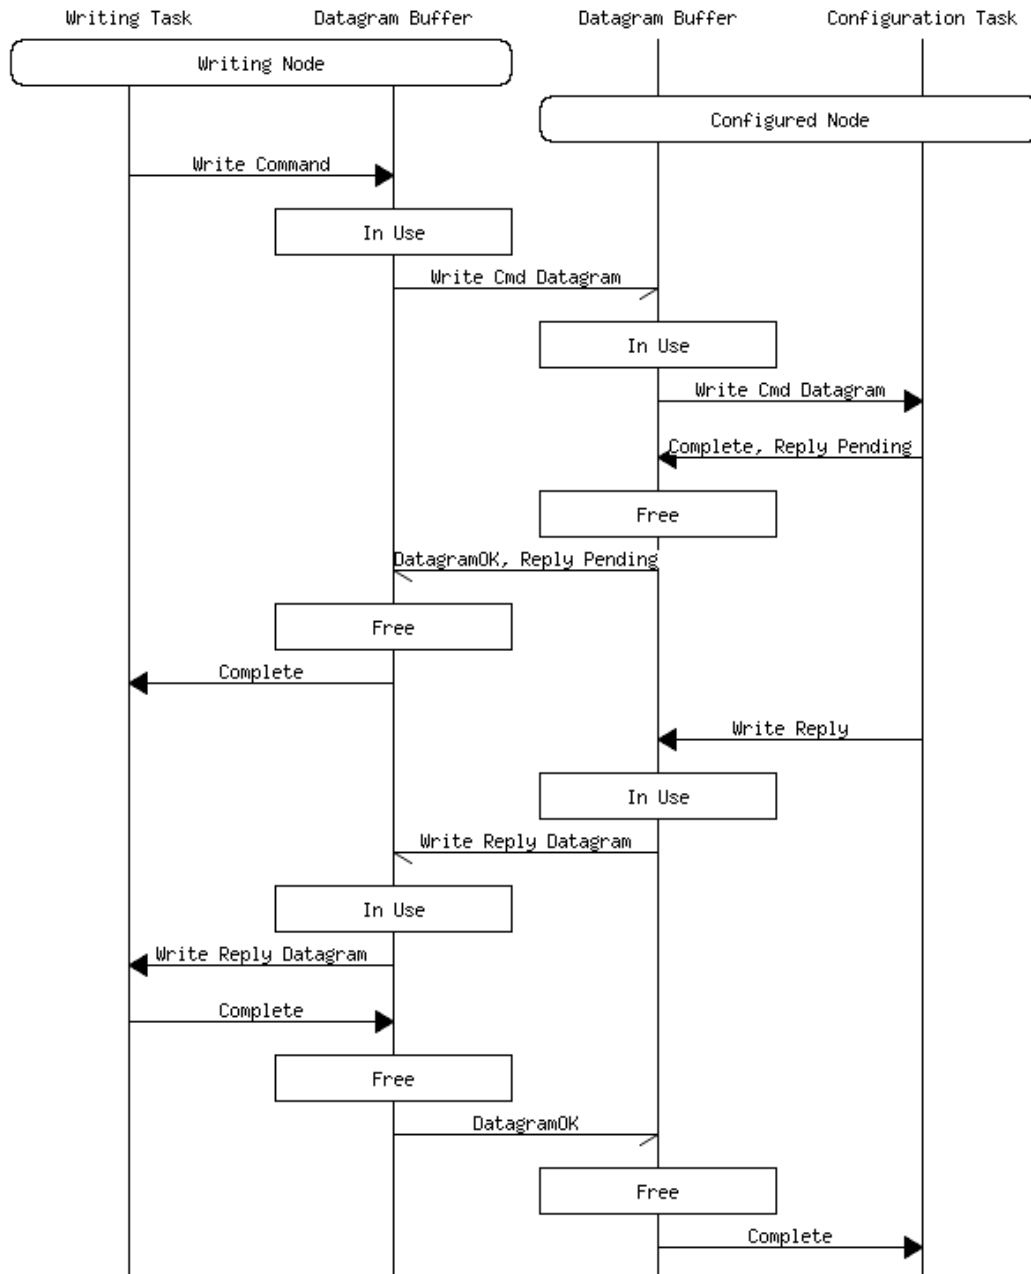 Writing Task
Datagram Buffer
Datagram Buffer
Configuration Task
Writing Node
Configured Node
Write Command
In Use
Write Cmd Datagram
In Use
Write Cmd Datagram
Complete, Reply Pending
Free
DatagramOK, Reply Pending
Free
Complete
Write Reply
In Use
Write Reply Datagram
In Use
Write Reply Datagram
Complete
Free
DatagramOK
Free
Complete